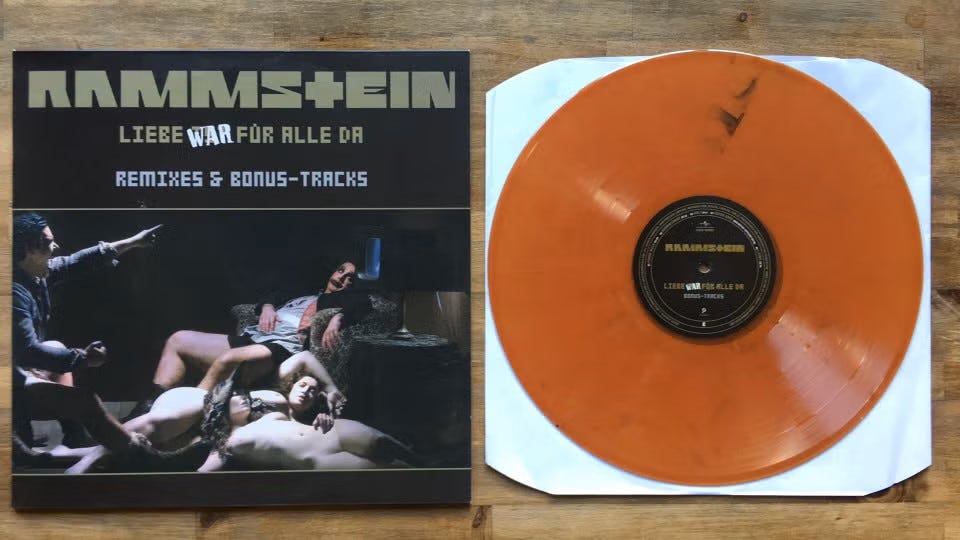 RAMMSTEIN
LIEBE WAR FÜR ALLE DA
REMIXES & BONUS-TRACKS
RAMMSTEIN
LIEBE WAR FÜR ALLE DA
BONUS-TRACKS